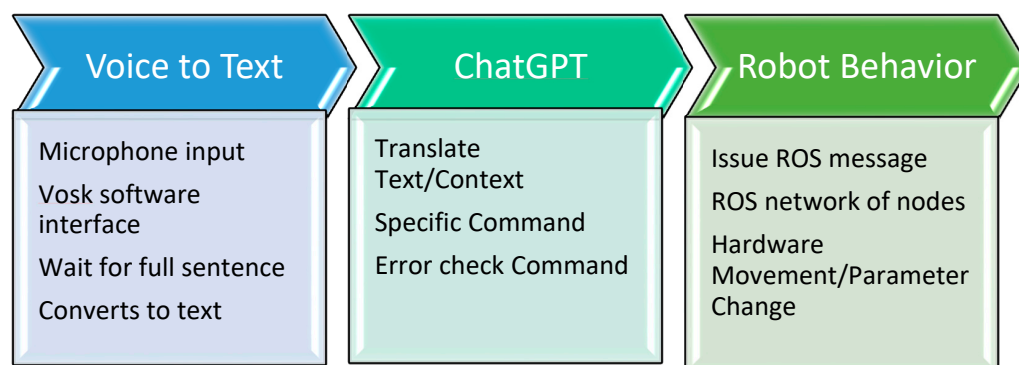 Voice to Text
Microphone input
Vosk software
interface
Wait for full sentence
Converts to text
ChatGPT
Translate
Text/Context
Specific Command
Error check Command
Robot Behavior
Issue ROS message
ROS network of nodes
Hardware
Movement/Parameter
Change